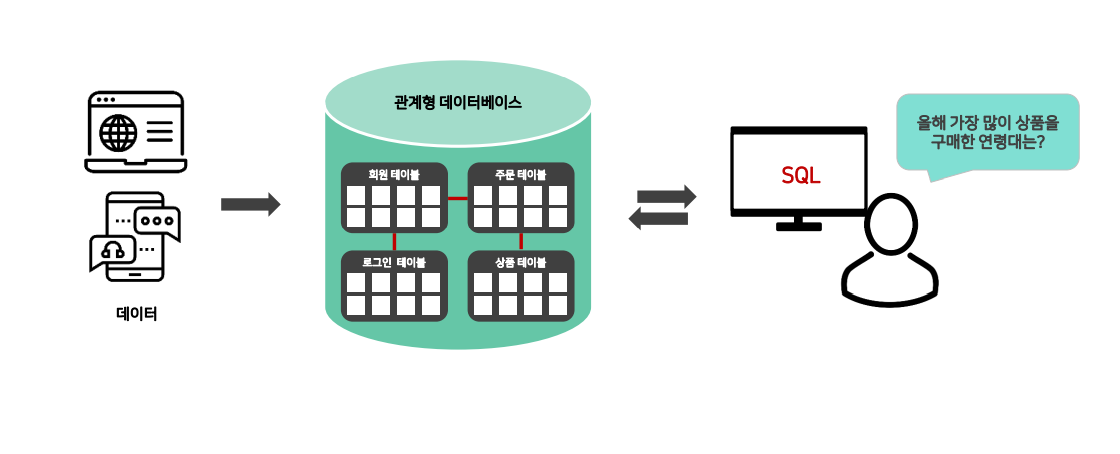 관계형 데이터베이스
회원 테이블
주문 테이블
로그인 테이블
상품 테이블
데이터
SQL
올해 가장 많이 상품을
구매한 연령대는?